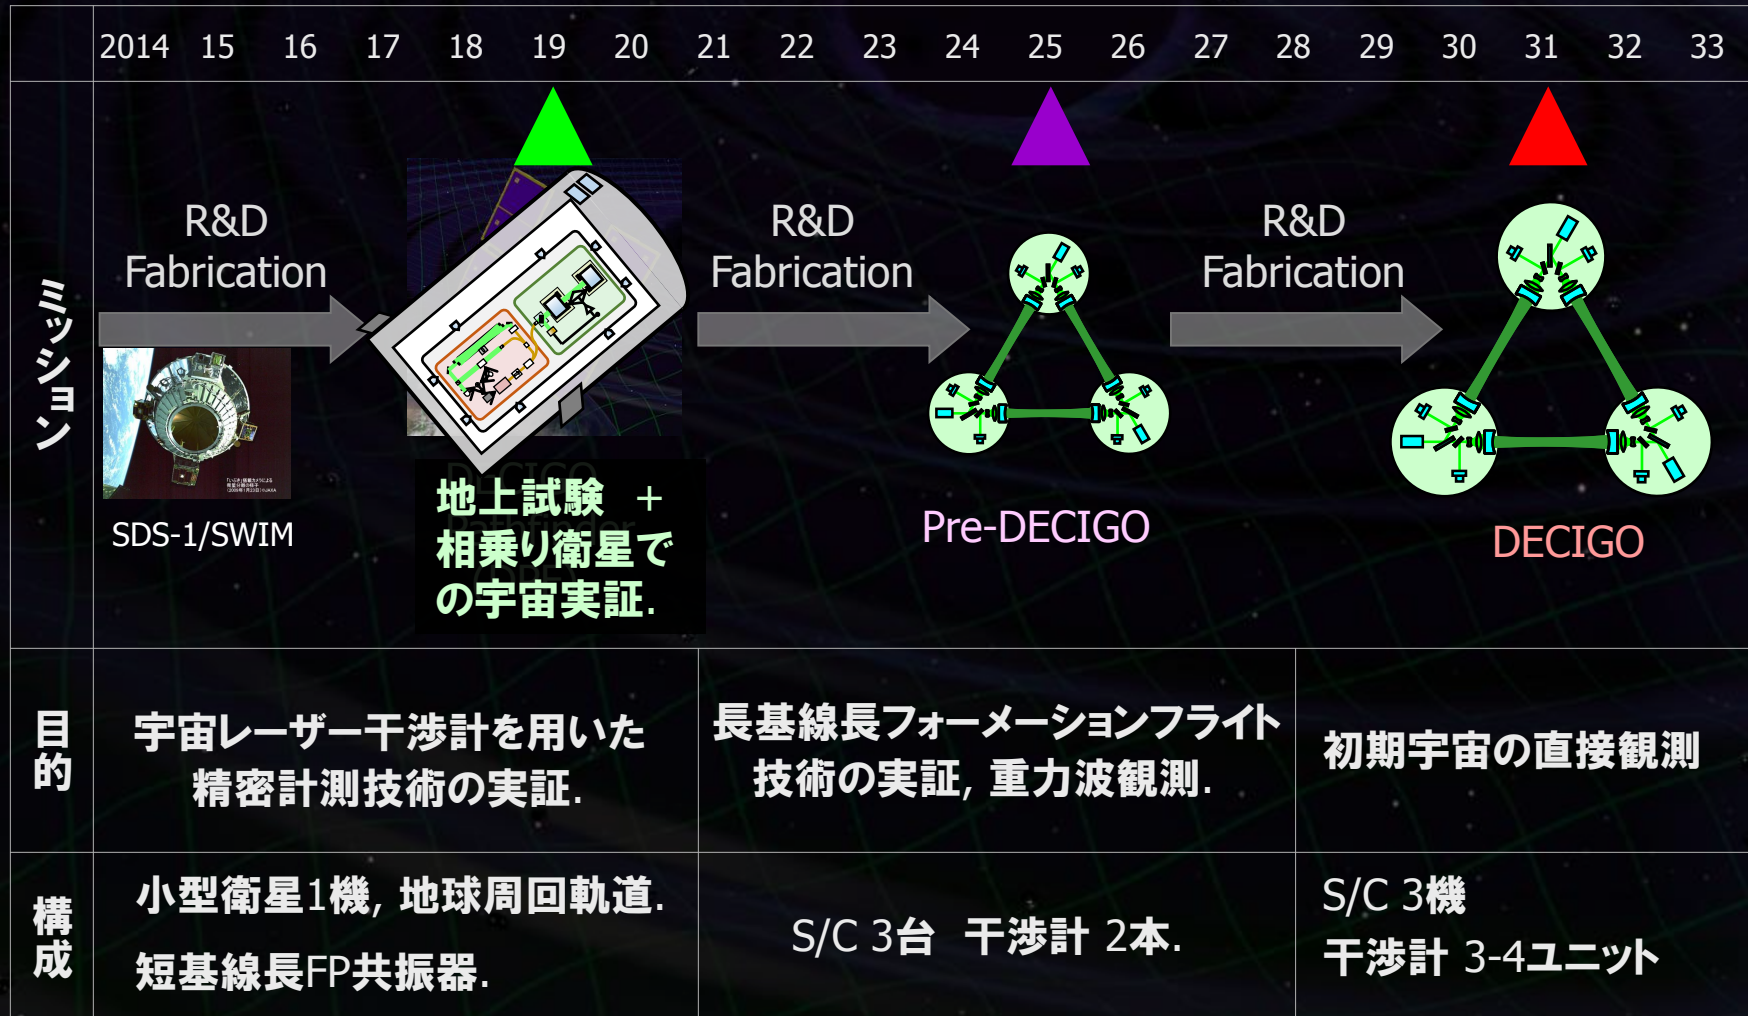 2014 15 16 17 18 19 20 21 22 23 24 25 26 27 28 29 30 31 32 33
ミッション
R&D
Fabrication
R&D
Fabrication
R&D
Fabrication
SDS-1/SWIM
DECIGO
Pathfinder
地上試験 +
相乗り衛星で
の宇宙実証.
Pre-DECIGO
DECIGO
目的
宇宙レーザー干渉計を用いた
精密計測技術の実証.
長基線長フォーメーションフライト
技術の実証, 重力波観測.
初期宇宙の直接観測
構成
小型衛星1機, 地球周回軌道.
短基線長FP共振器.
S/C 3台 干渉計 2本.
S/C 3機
干渉計 3-4ユニット